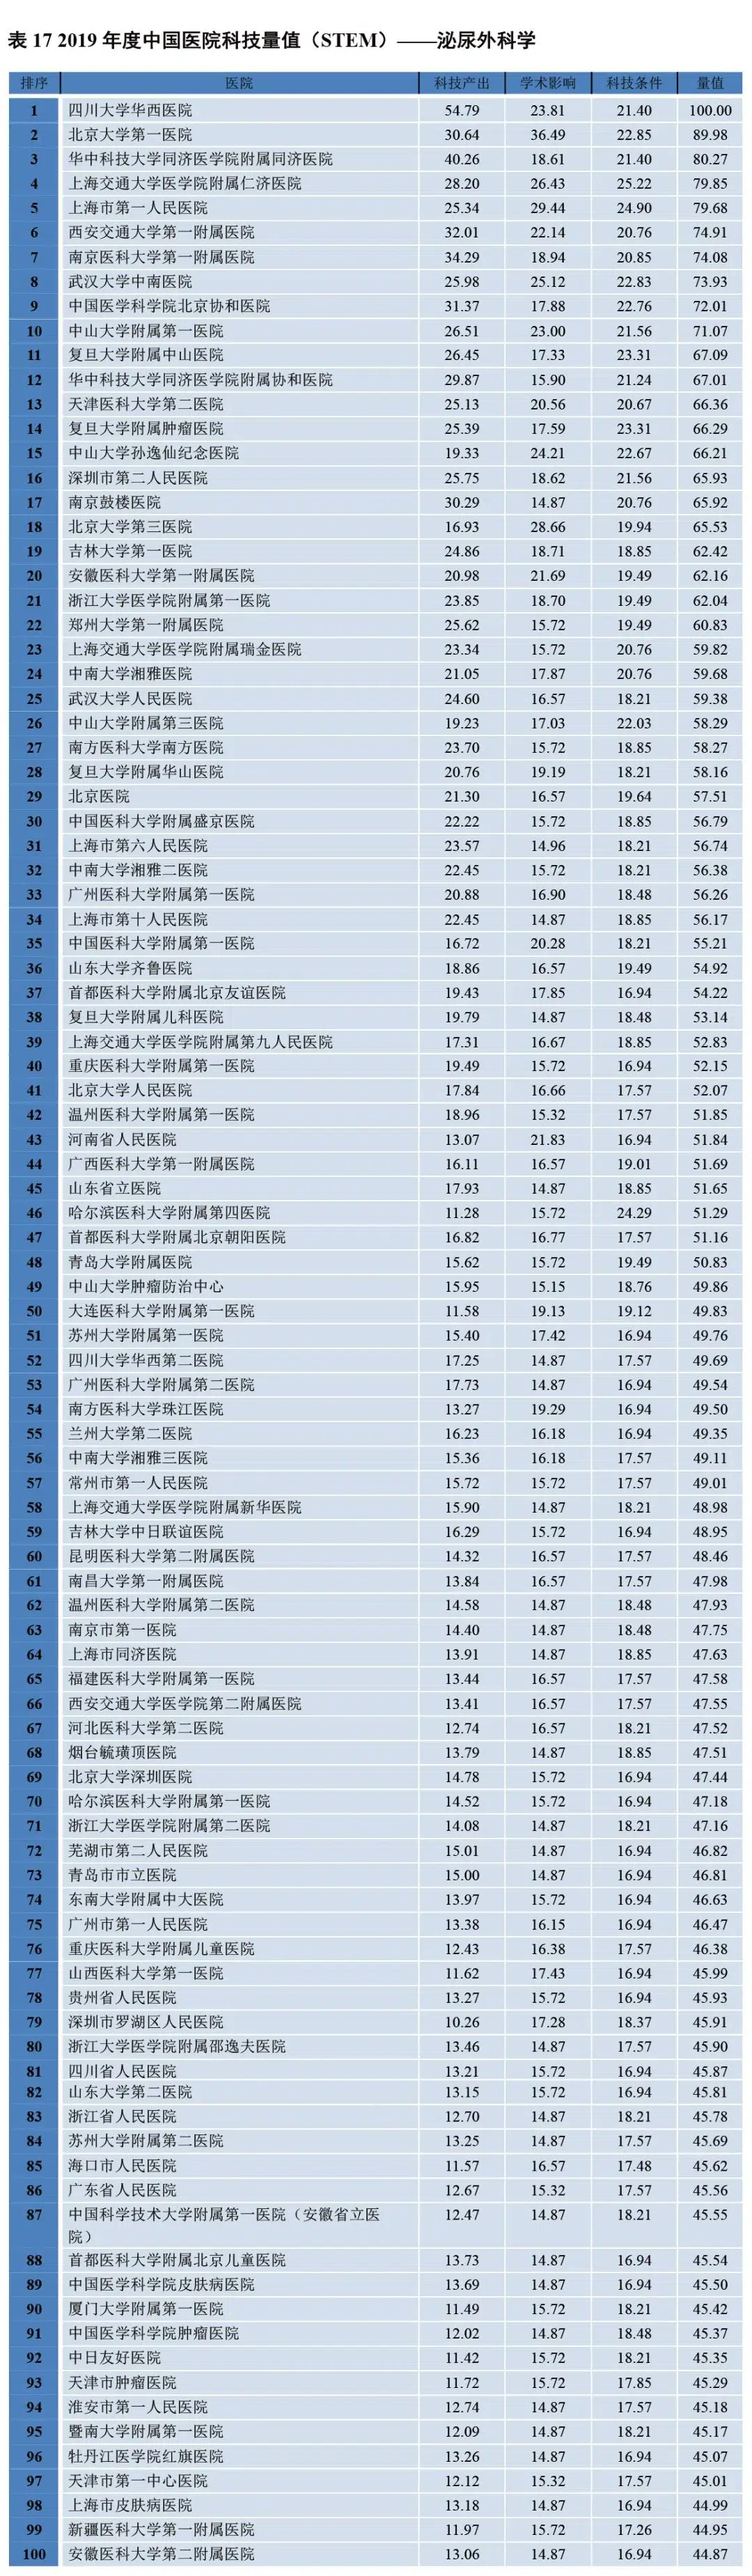 表 17 2019 年度中国医院科技量值（STEM）——泌尿外科学
排序 医院 科技产出 学术影响 科技条件 量值
1 四川大学华西医院 54.79 23.81 21.40 100.00
2 北京大学第一医院 30.64 36.49 22.85 89.98
3 华中科技大学同济医学院附属同济医院 40.26 18.61 21.40 80.27
4 上海交通大学医学院附属仁济医院 28.20 26.43 25.22 79.85
5 上海市第一人民医院 25.34 29.44 24.90 79.68
6 西安交通大学第一附属医院 32.01 22.14 20.76 74.91
7 南京医科大学第一附属医院 34.29 18.94 20.85 74.08
8 武汉大学中南医院 25.98 25.12 22.83 73.93
9 中国医学科学院北京协和医院 31.37 17.88 22.76 72.01
10 中山大学附属第一医院 26.51 23.00 21.56 71.07
11 复旦大学附属中山医院 26.45 17.33 23.31 67.09
12 华中科技大学同济医学院附属协和医院 29.87 15.90 21.24 67.01
13 天津医科大学第二医院 25.13 20.56 20.67 66.36
14 复旦大学附属肿瘤医院 25.39 17.59 23.31 66.29
15 中山大学孙逸仙纪念医院 19.33 24.21 22.67 66.21
16 深圳市第二人民医院 25.75 18.62 21.56 65.93
17 南京鼓楼医院 30.29 14.87 20.76 65.92
18 北京大学第三医院 16.93 28.66 19.94 65.53
19 吉林大学第一医院 24.86 18.71 18.85 62.42
20 安徽医科大学第一附属医院 20.98 21.69 19.49 62.16
21 浙江大学医学院附属第一医院 23.85 18.70 19.49 62.04
22 郑州大学第一附属医院 25.62 15.72 19.49 60.83
23 上海交通大学医学院附属瑞金医院 23.34 15.72 20.76 59.82
24 中南大学湘雅医院 21.05 17.87 20.76 59.68
25 武汉大学人民医院 24.60 16.57 18.21 59.38
26 中山大学附属第三医院 19.23 17.03 22.03 58.29
27 南方医科大学南方医院 23.70 15.72 18.85 58.27
28 复旦大学附属华山医院 20.76 19.19 18.21 58.16
29 北京医院 21.30 16.57 19.64 57.51
30 中国医科大学附属盛京医院 22.22 15.72 18.85 56.79
31 上海市第六人民医院 23.57 14.96 18.21 56.74
32 中南大学湘雅二医院 22.45 15.72 18.21 56.38
33 广州医科大学附属第一医院 20.88 16.90 18.48 56.26
34 上海市第十人民医院 22.45 14.87 18.85 56.17
35 中国医科大学附属第一医院 16.72 20.28 18.21 55.21
36 山东大学齐鲁医院 18.86 16.57 19.49 54.92
37 首都医科大学附属北京友谊医院 19.43 17.85 16.94 54.22
38 复旦大学附属儿科医院 19.79 14.87 18.48 53.14
39 上海交通大学医学院附属第九人民医院 17.31 16.67 18.85 52.83
40 重庆医科大学附属第一医院 19.49 15.72 16.94 52.15
41 北京大学人民医院 17.84 16.66 17.57 52.07
42 温州医科大学附属第一医院 18.96 15.32 17.57 51.85
43 河南省人民医院 13.07 21.83 16.94 51.84
44 广西医科大学第一附属医院 16.11 16.57 19.01 51.69
45 山东省立医院 17.93 14.87 18.85 51.65
46 哈尔滨医科大学附属第四医院 11.28 15.72 24.29 51.29
47 首都医科大学附属北京朝阳医院 16.82 16.77 17.57 51.16
48 青岛大学附属医院 15.62 15.72 19.49 50.83
49 中山大学肿瘤防治中心 15.95 15.15 18.76 49.86
50 大连医科大学附属第一医院 11.58 19.13 19.12 49.83
51 苏州大学附属第一医院 15.40 17.42 16.94 49.76
52 四川大学华西第二医院 17.25 14.87 17.57 49.69
53 广州医科大学附属第二医院 17.73 14.87 16.94 49.54
54 南方医科大学珠江医院 13.27 19.29 16.94 49.50
55 兰州大学第二医院 16.23 16.18 16.94 49.35
56 中南大学湘雅三医院 15.36 16.18 17.57 49.11
57 常州市第一人民医院 15.72 15.72 17.57 49.01
58 上海交通大学医学院附属新华医院 15.90 14.87 18.21 48.98
59 吉林大学中日联谊医院 16.29 15.72 16.94 48.95
60 昆明医科大学第二附属医院 14.32 16.57 17.57 48.46
61 南昌大学第一附属医院 13.84 16.57 17.57 47.98
62 温州医科大学附属第二医院 14.58 14.87 18.48 47.93
63 南京市第一医院 14.40 14.87 18.48 47.75
64 上海市同济医院 13.91 14.87 18.85 47.63
65 福建医科大学附属第一医院 13.44 16.57 17.57 47.58
66 西安交通大学医学院第二附属医院 13.41 16.57 17.57 47.55
67 河北医科大学第二医院 12.74 16.57 18.21 47.52
68 烟台毓璜顶医院 13.79 14.87 18.85 47.51
69 北京大学深圳医院 14.78 15.72 16.94 47.44
70 哈尔滨医科大学附属第一医院 14.52 15.72 16.94 47.18
71 浙江大学医学院附属第二医院 14.08 14.87 18.21 47.16
72 芜湖市第二人民医院 15.01 14.87 16.94 46.82
73 青岛市市立医院 15.00 14.87 16.94 46.81
74 东南大学附属中大医院 13.97 15.72 16.94 46.63
75 广州市第一人民医院 13.38 16.15 16.94 46.47
76 重庆医科大学附属儿童医院 12.43 16.38 17.57 46.38
77 山西医科大学第一医院 11.62 17.43 16.94 45.99
78 贵州省人民医院 13.27 15.72 16.94 45.93
79 深圳市罗湖区人民医院 10.26 17.28 18.37 45.91
80 浙江大学医学院附属邵逸夫医院 13.46 14.87 17.57 45.90
81 四川省人民医院 13.21 15.72 16.94 45.87
82 山东大学第二医院 13.15 15.72 16.94 45.81
83 浙江省人民医院 12.70 14.87 18.21 45.78
84 苏州大学附属第二医院 13.25 14.87 17.57 45.69
85 海口市人民医院 11.57 16.57 17.48 45.62
86 广东省人民医院 12.67 15.32 17.57 45.56
87 中国科学技术大学附属第一医院（安徽省立医 12.47 14.87 18.21 45.55
院）
88 首都医科大学附属北京儿童医院 13.73 14.87 16.94 45.54
89 中国医学科学院皮肤病医院 13.69 14.87 16.94 45.50
90 厦门大学附属第一医院 11.49 15.72 18.21 45.42
91 中国医学科学院肿瘤医院 12.02 14.87 18.48 45.37
92 中日友好医院 11.42 15.72 18.21 45.35
93 天津市肿瘤医院 11.72 15.72 17.85 45.29
94 淮安市第一人民医院 12.74 14.87 17.57 45.18
95 暨南大学附属第一医院 12.09 14.87 18.21 45.17
96 牡丹江医学院红旗医院 13.26 14.87 16.94 45.07
97 天津市第一中心医院 12.12 15.32 17.57 45.01
98 上海市皮肤病医院 13.18 14.87 16.94 44.99
99 新疆医科大学第一附属医院 11.97 15.72 17.26 44.95
100 安徽医科大学第二附属医院 13.06 14.87 16.94 44.87